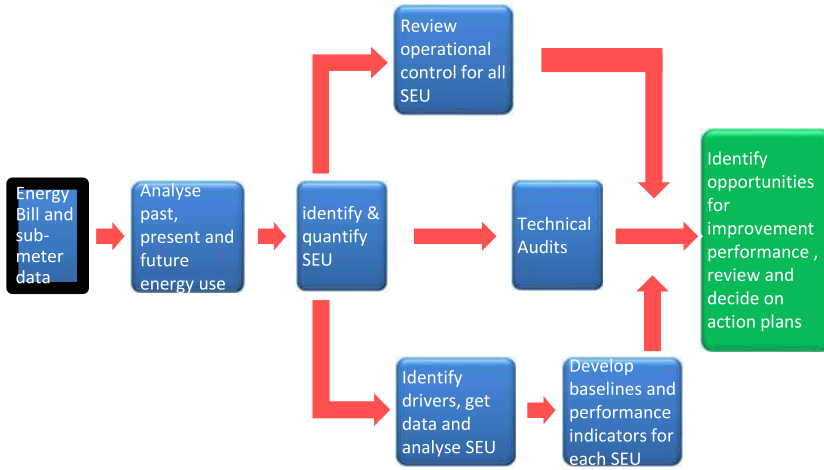 Review
operational
control for all
SEU
Energy
Bill and
sub-
meter
data
Analyse
past,
present and
future
energy use
identify &
quantify
SEU
Technical
Audits
Identify
opportunities
for
improvement
performance ,
review and
decide on
action plans
Identify
drivers, get
data and
analyse SEU
Develop
baselines and
performance
indicators for
each SEU